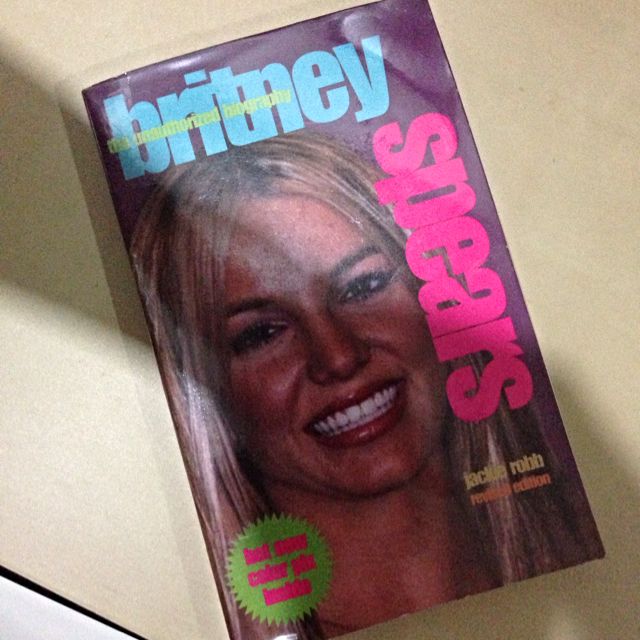 britney
the unauthorized biography
spears
jackie robb
revised edition
hot new
color pix
inside